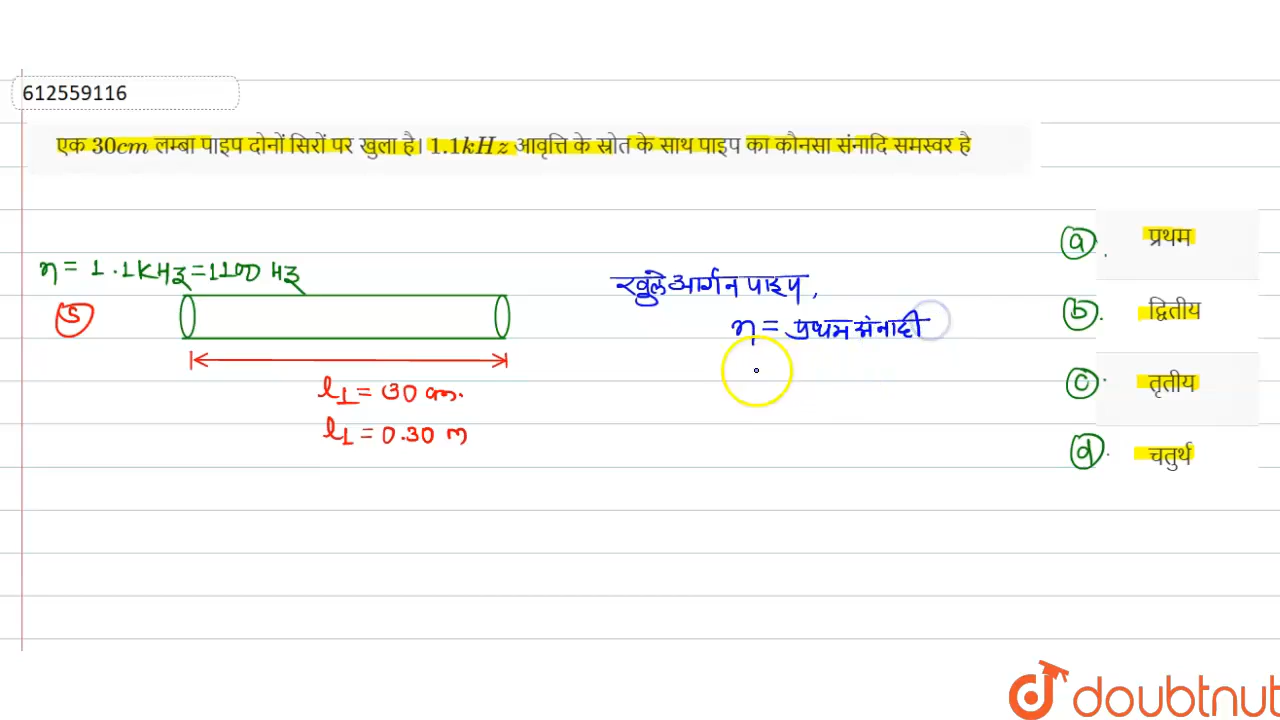 612559116
एक 30cm लम्बा पाइप दोनों सिरों पर खुला है। 1.1kHz आवृत्ति के स्रोत के साथ पाइप का कौनसा संनादि समस्वर है
n = 1.1KHz = 1100 Hz
S
l₁ = 30 cm.
l₁ = 0.30 m
खुले आर्गन पाइप,
n = प्रथम संनादी
a. प्रथम
b. द्वितीय
c. तृतीय
d. चतुर्थ
doubtnut